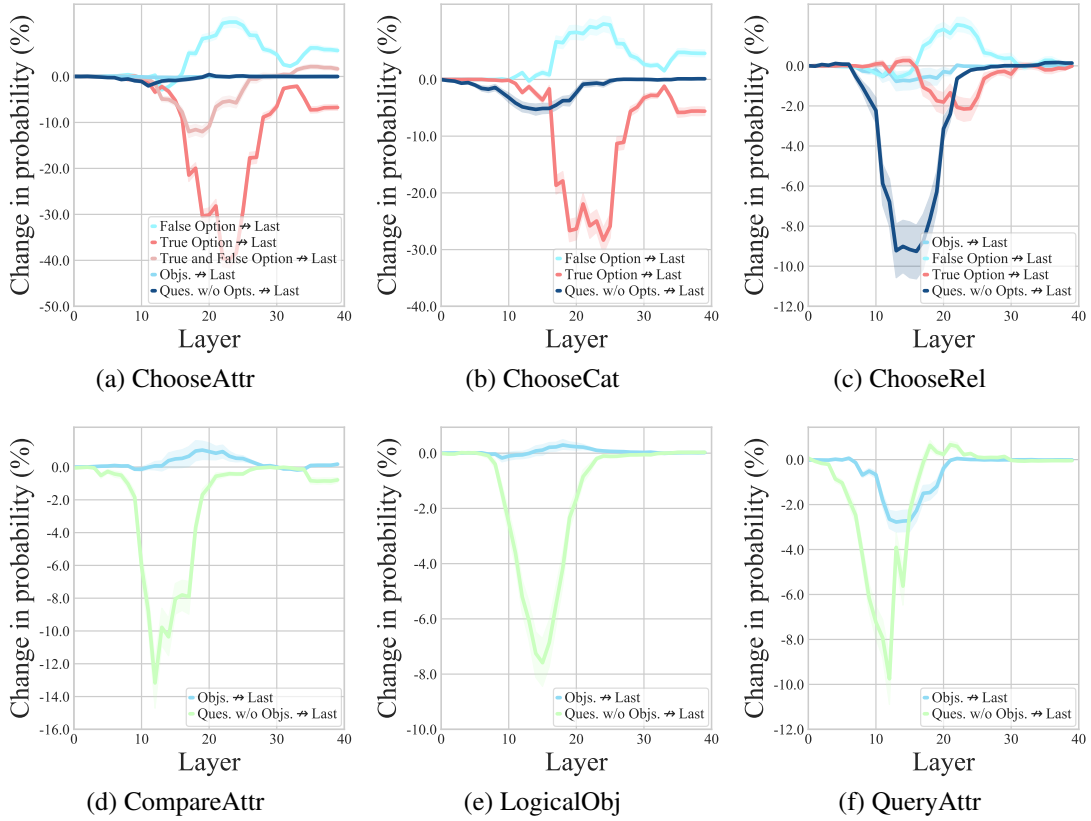 Change in probability (%)
0.0
-10.0
-20.0
-30.0
-40.0
-50.0
0 10 20 30 40
Layer
False Option ↛ Last
True Option ↛ Last
True and False Option ↛ Last
Objs. ↛ Last
Ques. w/o Opts. ↛ Last
(a) ChooseAttr
Change in probability (%)
0.0
-10.0
-20.0
-30.0
-40.0
0 10 20 30 40
Layer
False Option ↛ Last
True Option ↛ Last
Ques. w/o Opts. ↛ Last
(b) ChooseCat
Change in probability (%)
0.0
-2.0
-4.0
-6.0
-8.0
-10.0
-12.0
0 10 20 30 40
Layer
Objs. ↛ Last
False Option ↛ Last
True Option ↛ Last
Ques. w/o Opts. ↛ Last
(c) ChooseRel
Change in probability (%)
0.0
-2.0
-4.0
-6.0
-8.0
-10.0
-12.0
-14.0
-16.0
0 10 20 30 40
Layer
Objs. ↛ Last
Ques. w/o Objs. ↛ Last
(d) CompareAttr
Change in probability (%)
0.0
-2.0
-4.0
-6.0
-8.0
-10.0
0 10 20 30 40
Layer
Objs. ↛ Last
Ques. w/o Objs. ↛ Last
(e) LogicalObj
Change in probability (%)
0.0
-2.0
-4.0
-6.0
-8.0
-10.0
-12.0
0 10 20 30 40
Layer
Objs. ↛ Last
Ques. w/o Objs. ↛ Last
(f) QueryAttr